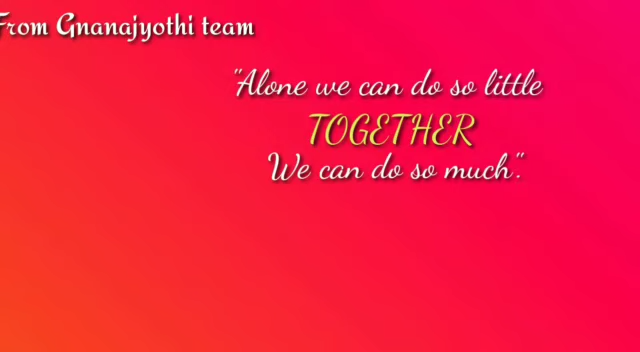 From Gnanajyothi team
"Alone we can do so little
TOGETHER
We can do so much".